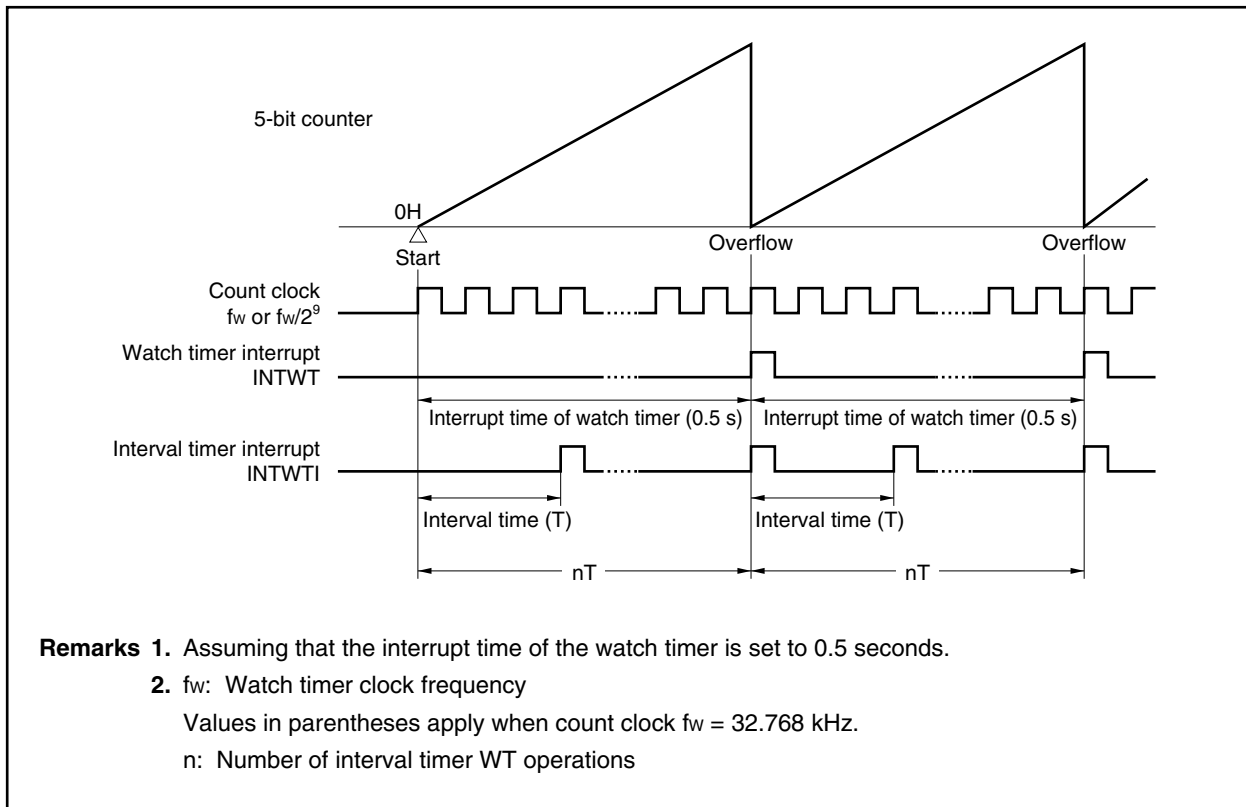 5-bit counter
0H
Start
Overflow
Overflow
Count clock
fw or fw/2⁹
Watch timer interrupt
INTWT
Interrupt time of watch timer (0.5 s)
Interrupt time of watch timer (0.5 s)
Interval timer interrupt
INTWTI
Interval time (T)
Interval time (T)
nT
nT
Remarks 1. Assuming that the interrupt time of the watch timer is set to 0.5 seconds.
2. fw: Watch timer clock frequency
Values in parentheses apply when count clock fw = 32.768 kHz.
n: Number of interval timer WT operations